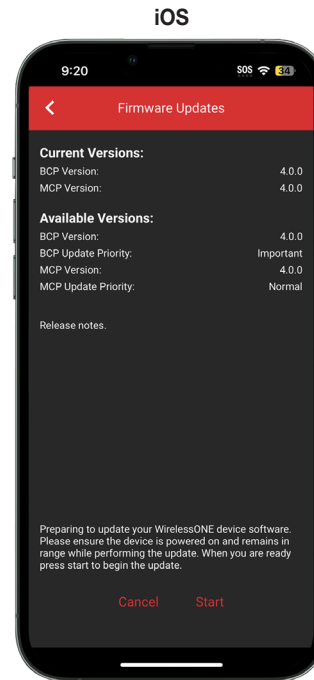 iOS
9:20
SOS 34
Firmware Updates
Current Versions:
BCP Version: 4.0.0
MCP Version: 4.0.0
Available Versions:
BCP Version: 4.0.0
BCP Update Priority: Important
MCP Version: 4.0.0
MCP Update Priority: Normal
Release notes.
Preparing to update your WirelessONE device software.
Please ensure the device is powered on and remains in
range while performing the update. When you are ready
press start to begin the update.
Cancel Start